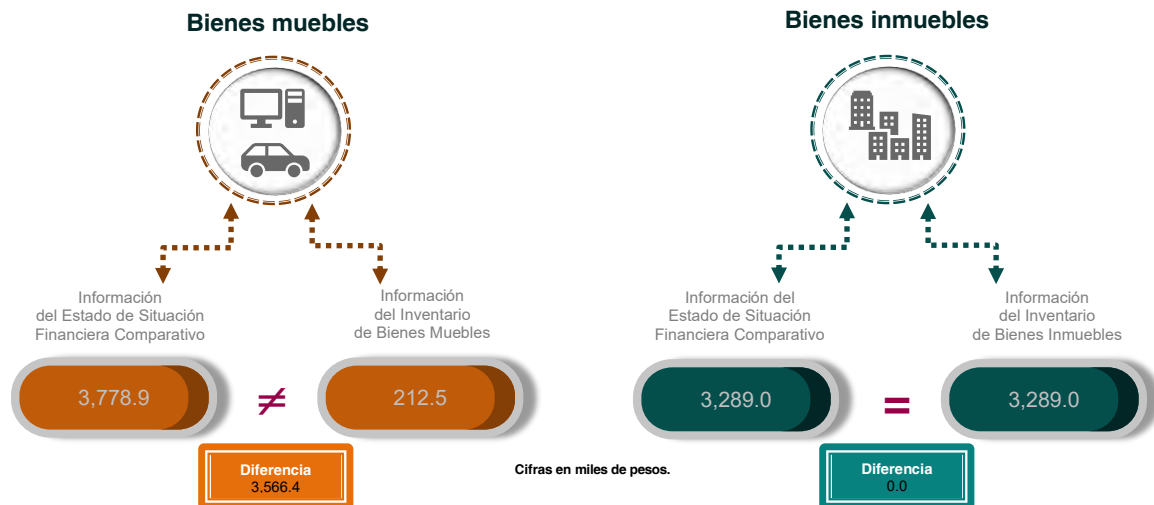 Bienes muebles
Información
del Estado de Situación
Financiera Comparativo
Información
del Inventario
de Bienes Muebles
3,778.9
≠
212.5
Diferencia
3,566.4
Cifras en miles de pesos.
Bienes inmuebles
Información del
Estado de Situación
Financiera Comparativo
Información
del Inventario
de Bienes Inmuebles
3,289.0
=
3,289.0
Diferencia
0.0